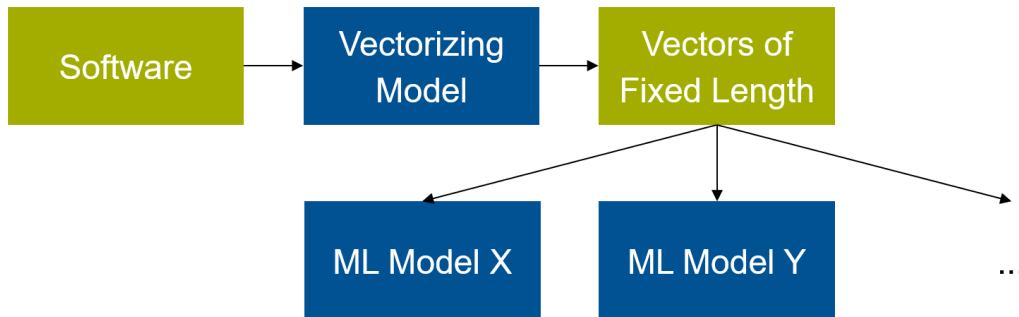 Software
Vectorizing
Model
Vectors of
Fixed Length
ML Model X
ML Model Y
...